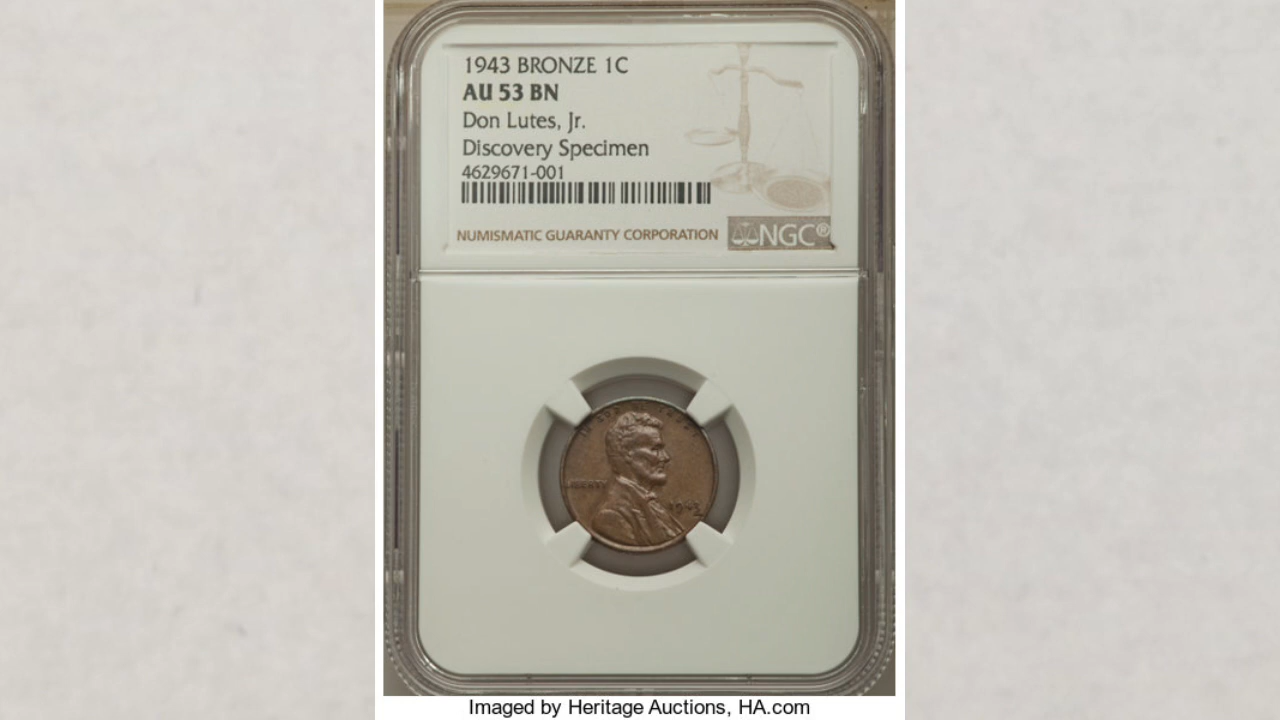 1943 BRONZE 1C
AU 53 BN
Don Lutes, Jr.
Discovery Specimen
4629671-001
NUMISMATIC GUARANTY CORPORATION NGC®
LIBERTY
1943
Imaged by Heritage Auctions, HA.com